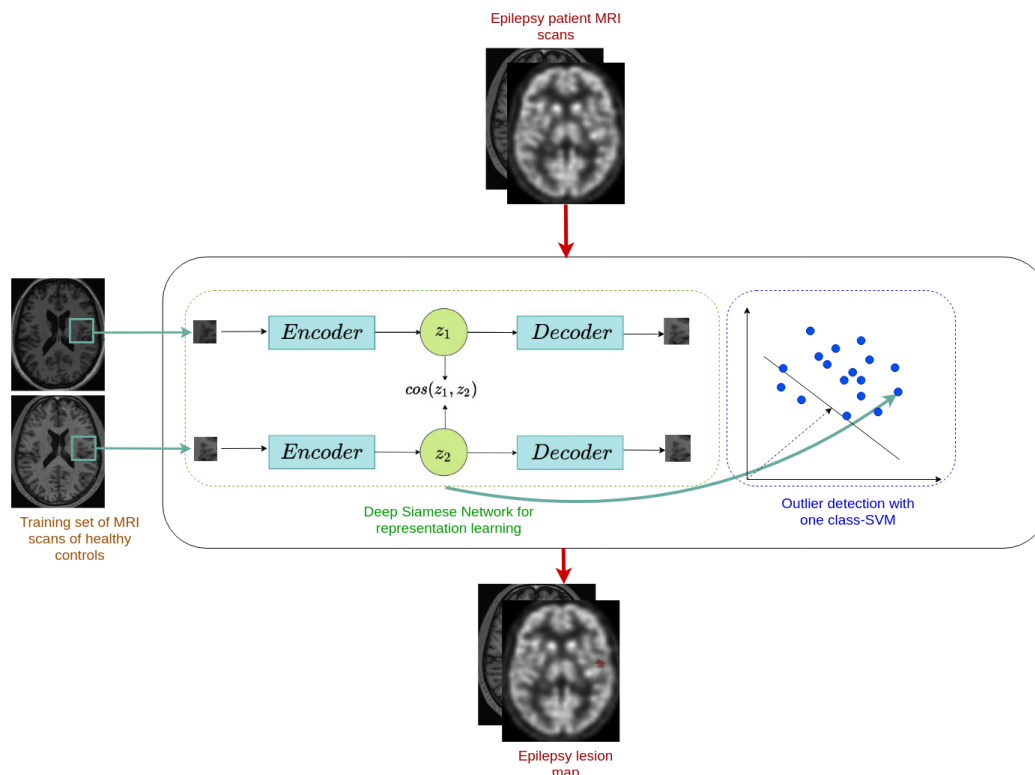 Epilepsy patient MRI
scans
Encoder
z₁
Decoder
cos(z₁, z₂)
Encoder
z₂
Decoder
Training set of MRI
scans of healthy
controls
Deep Siamese Network for
representation learning
Outlier detection with
one class-SVM
Epilepsy lesion
map